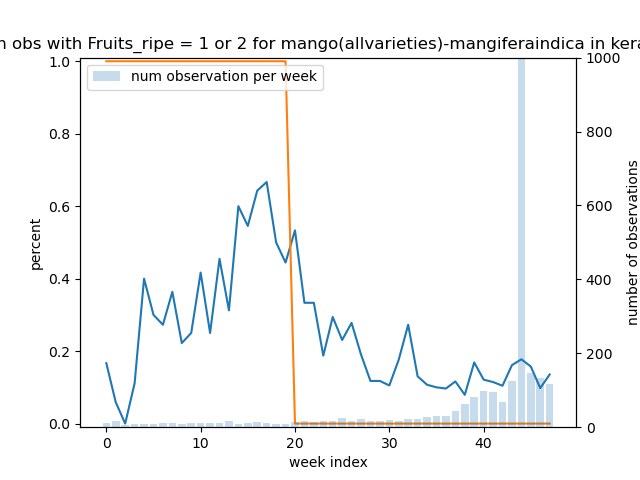 obs with Fruits_ripe = 1 or 2 for mango(allvarieties)-mangiferaindica in
num observation per week
1.0
0.8
0.6
0.4
0.2
0.0
percent
1000
800
600
400
200
0
number of observations
0 10 20 30 40
week index